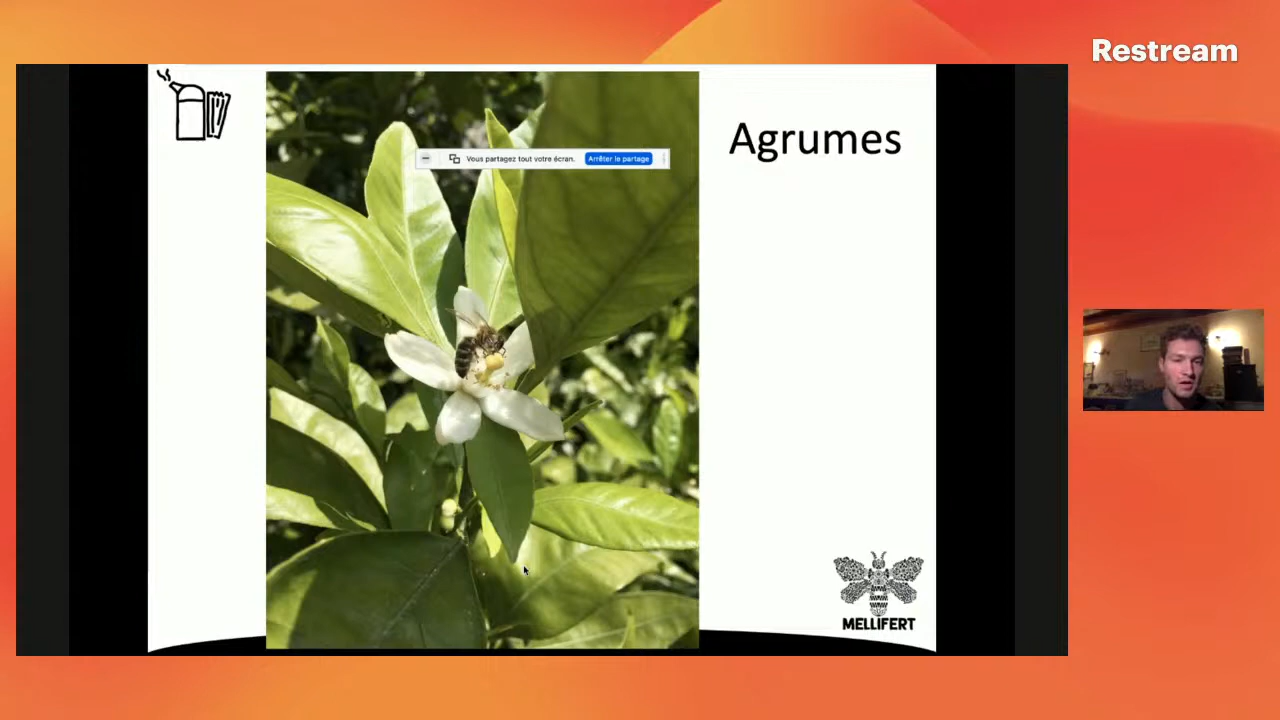 Restream
Agrumes
Vous partagez tout votre écran. Arrêter le partage
MELLIFERT